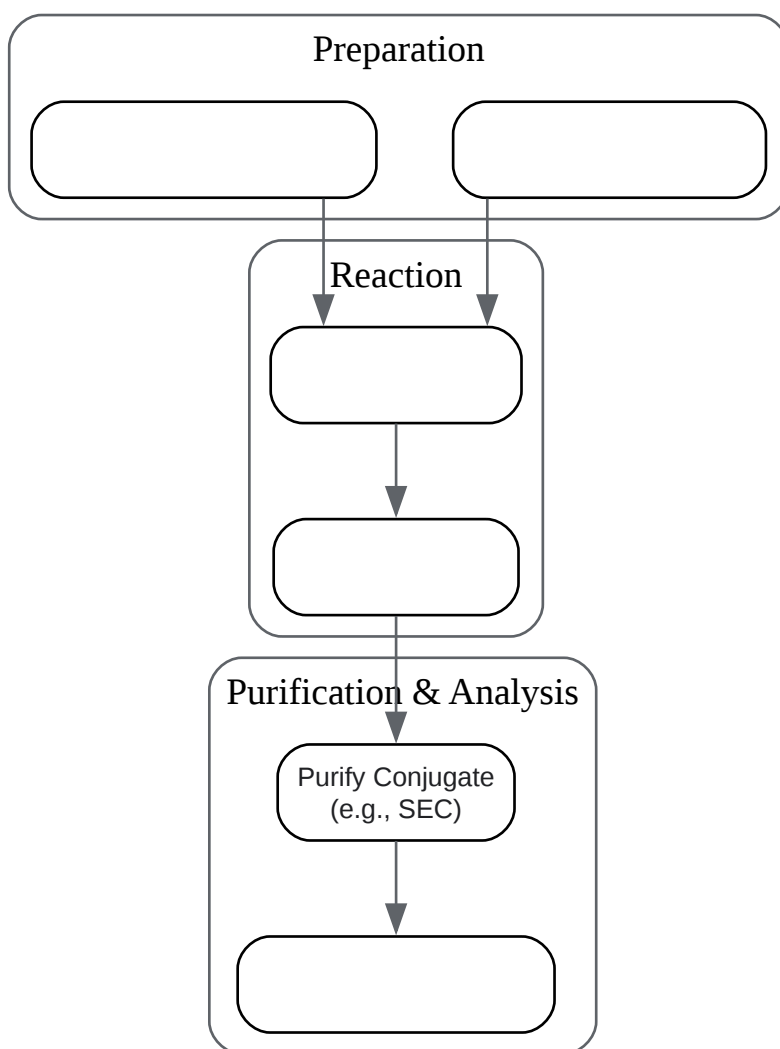 Preparation
Reaction
Purification & Analysis
Purify Conjugate
(e.g., SEC)